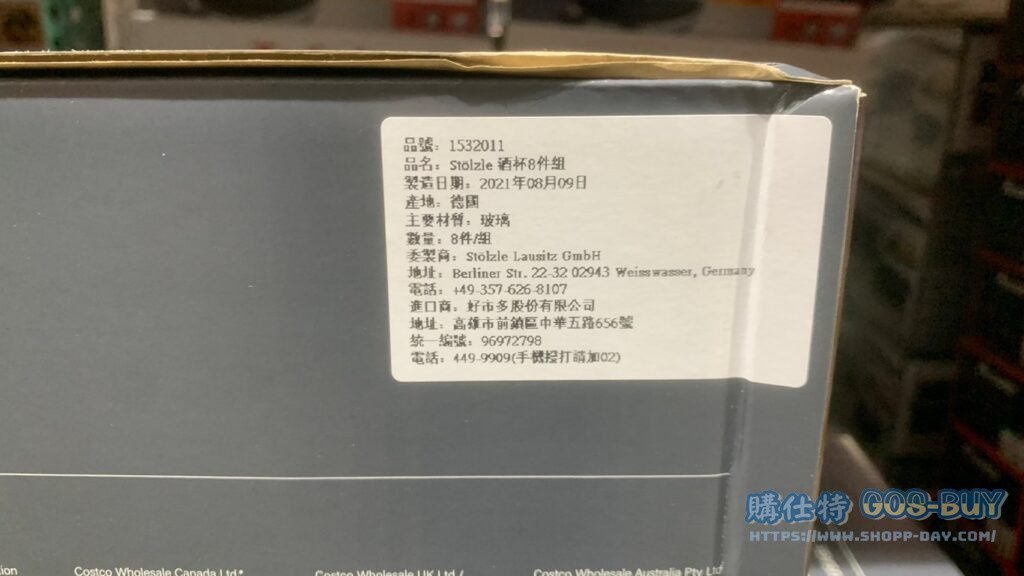 品號：1532011
品名：Stölzle 酒杯8件組
製造日期：2021年08月09日
產地：德國
主要材質：玻璃
數量：8件/組
委製商：Stölzle Lausitz GmbH
地址：Berliner Str. 22-32 02943 Weisswasser, Germany
電話：+49-357-626-8107
進口商：好市多股份有限公司
地址：高雄市前鎮區中華五路656號
統一編號：96972798
電話：449-9909(手機撥打請加02)
購仕特 GOS-BUY
HTTPS://WWW.SHOPP-DAY.COM/
Costco Wholesale Canada Ltd.* Costco Wholesale UK Ltd / Costco Wholesale Australia Pty Ltd